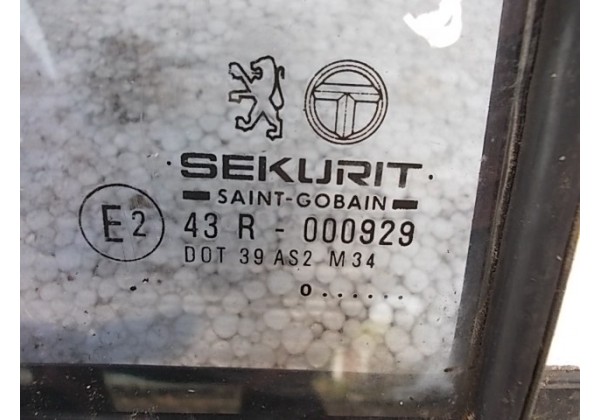 SEKURIT
SAINT-GOBAIN
E2 43 R - 000929
DOT 39 AS2 M34
o......